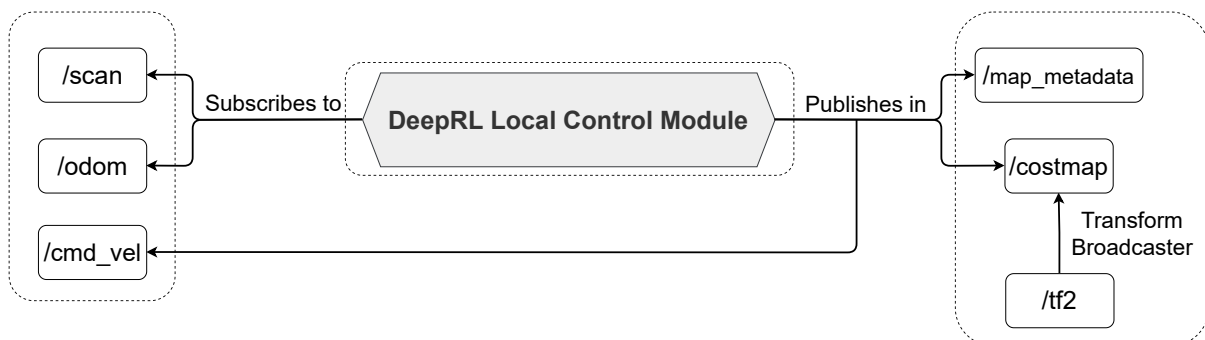 /scan
/odom
/cmd_vel
Subscribes to
DeepRL Local Control Module
Publishes in
/map_metadata
/costmap
Transform
Broadcaster
/tf2